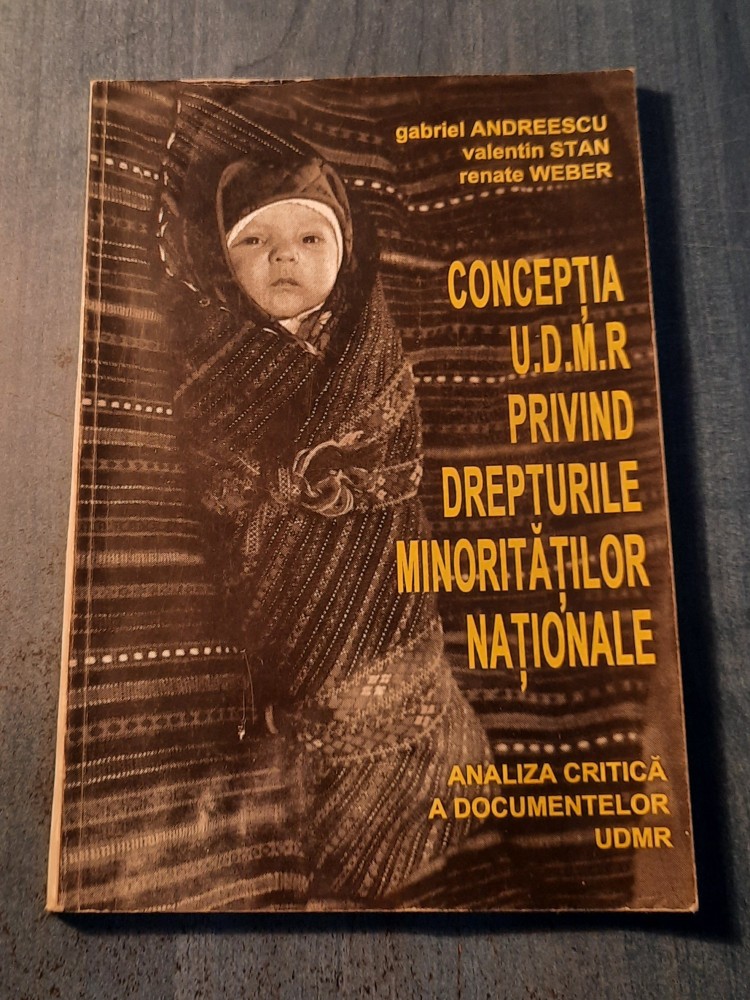 gabriel ANDREESCU
valentin STAN
renate WEBER
CONCEPȚIA
U.D.M.R
PRIVIND
DREPTURILE
MINORITĂȚILOR
NAȚIONALE
ANALIZA CRITICĂ
A DOCUMENTELOR
UDMR